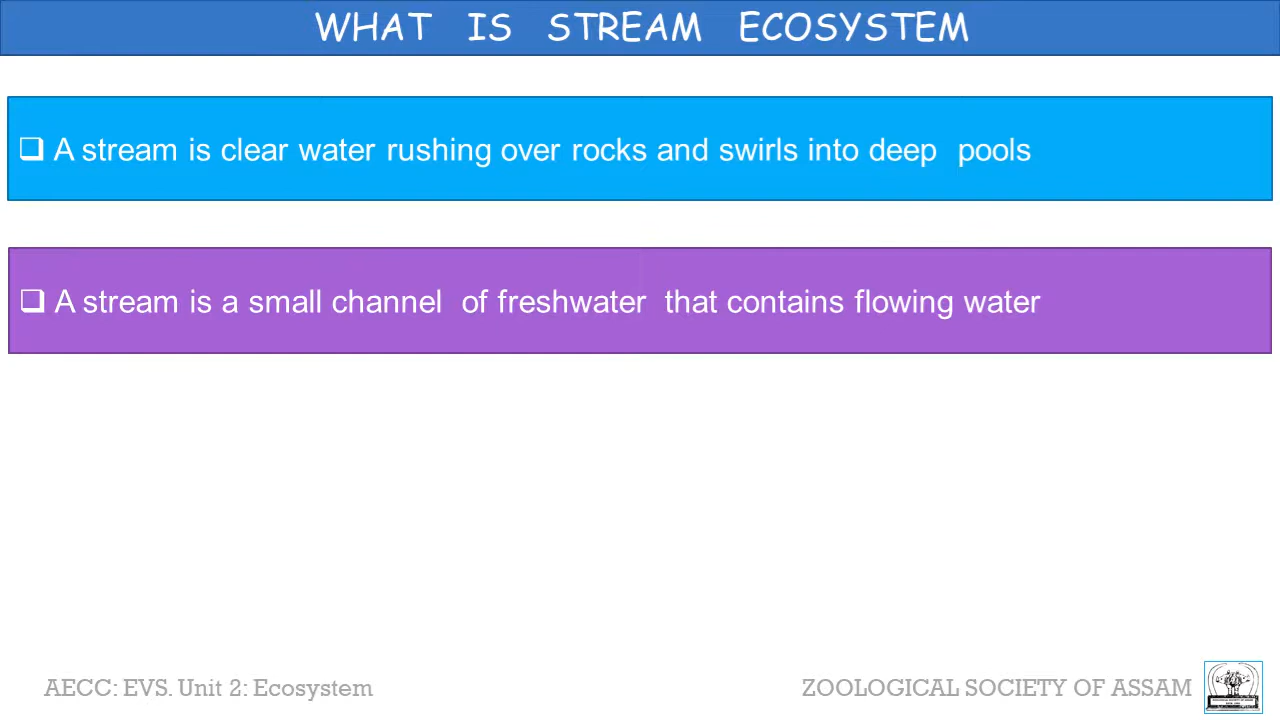 WHAT IS STREAM ECOSYSTEM
❑ A stream is clear water rushing over rocks and swirls into deep pools
❑ A stream is a small channel of freshwater that contains flowing water
AECC: EVS. Unit 2: Ecosystem
ZOOLOGICAL SOCIETY OF ASSAM